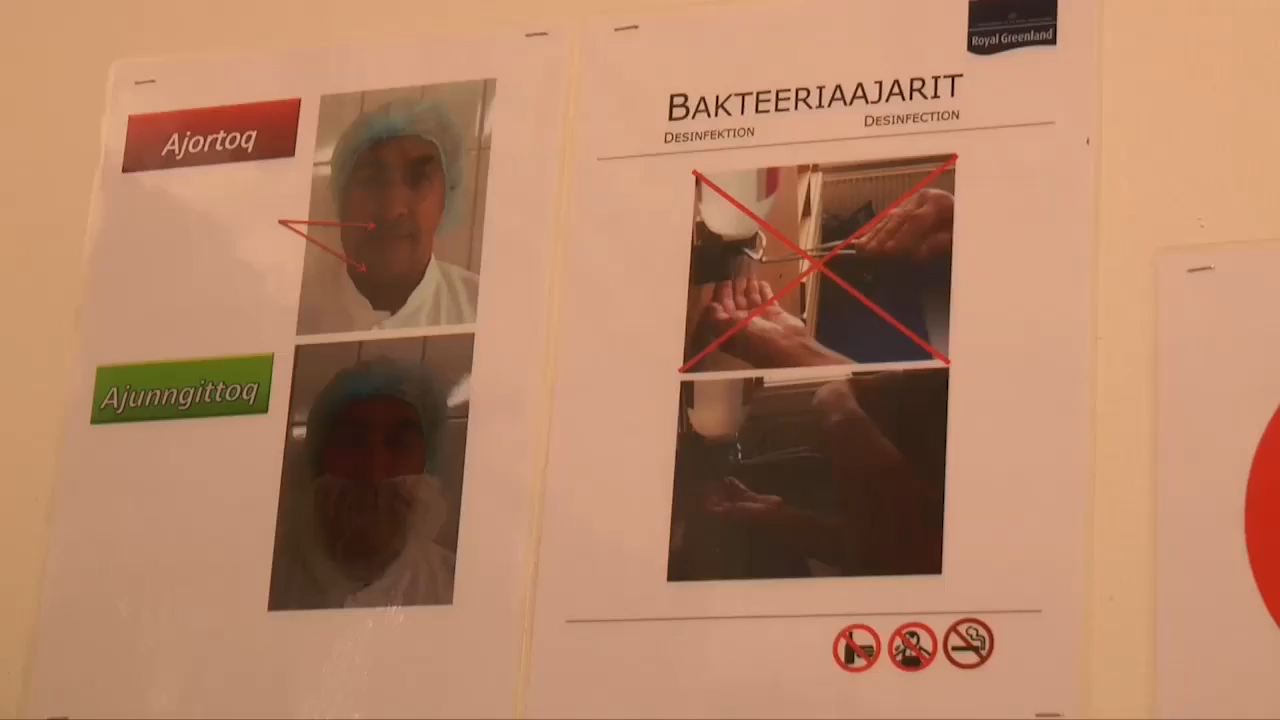 Ajortoq
Ajunngittoq
Royal Greenland
BAKTEERIAAJARIT
DESINFEKTION
DESINFECTION